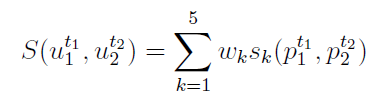 S(u_1^{t_1}, u_2^{t_2}) = \sum_{k=1}^{5} w_k s_k(p_1^{t_1}, p_2^{t_2})